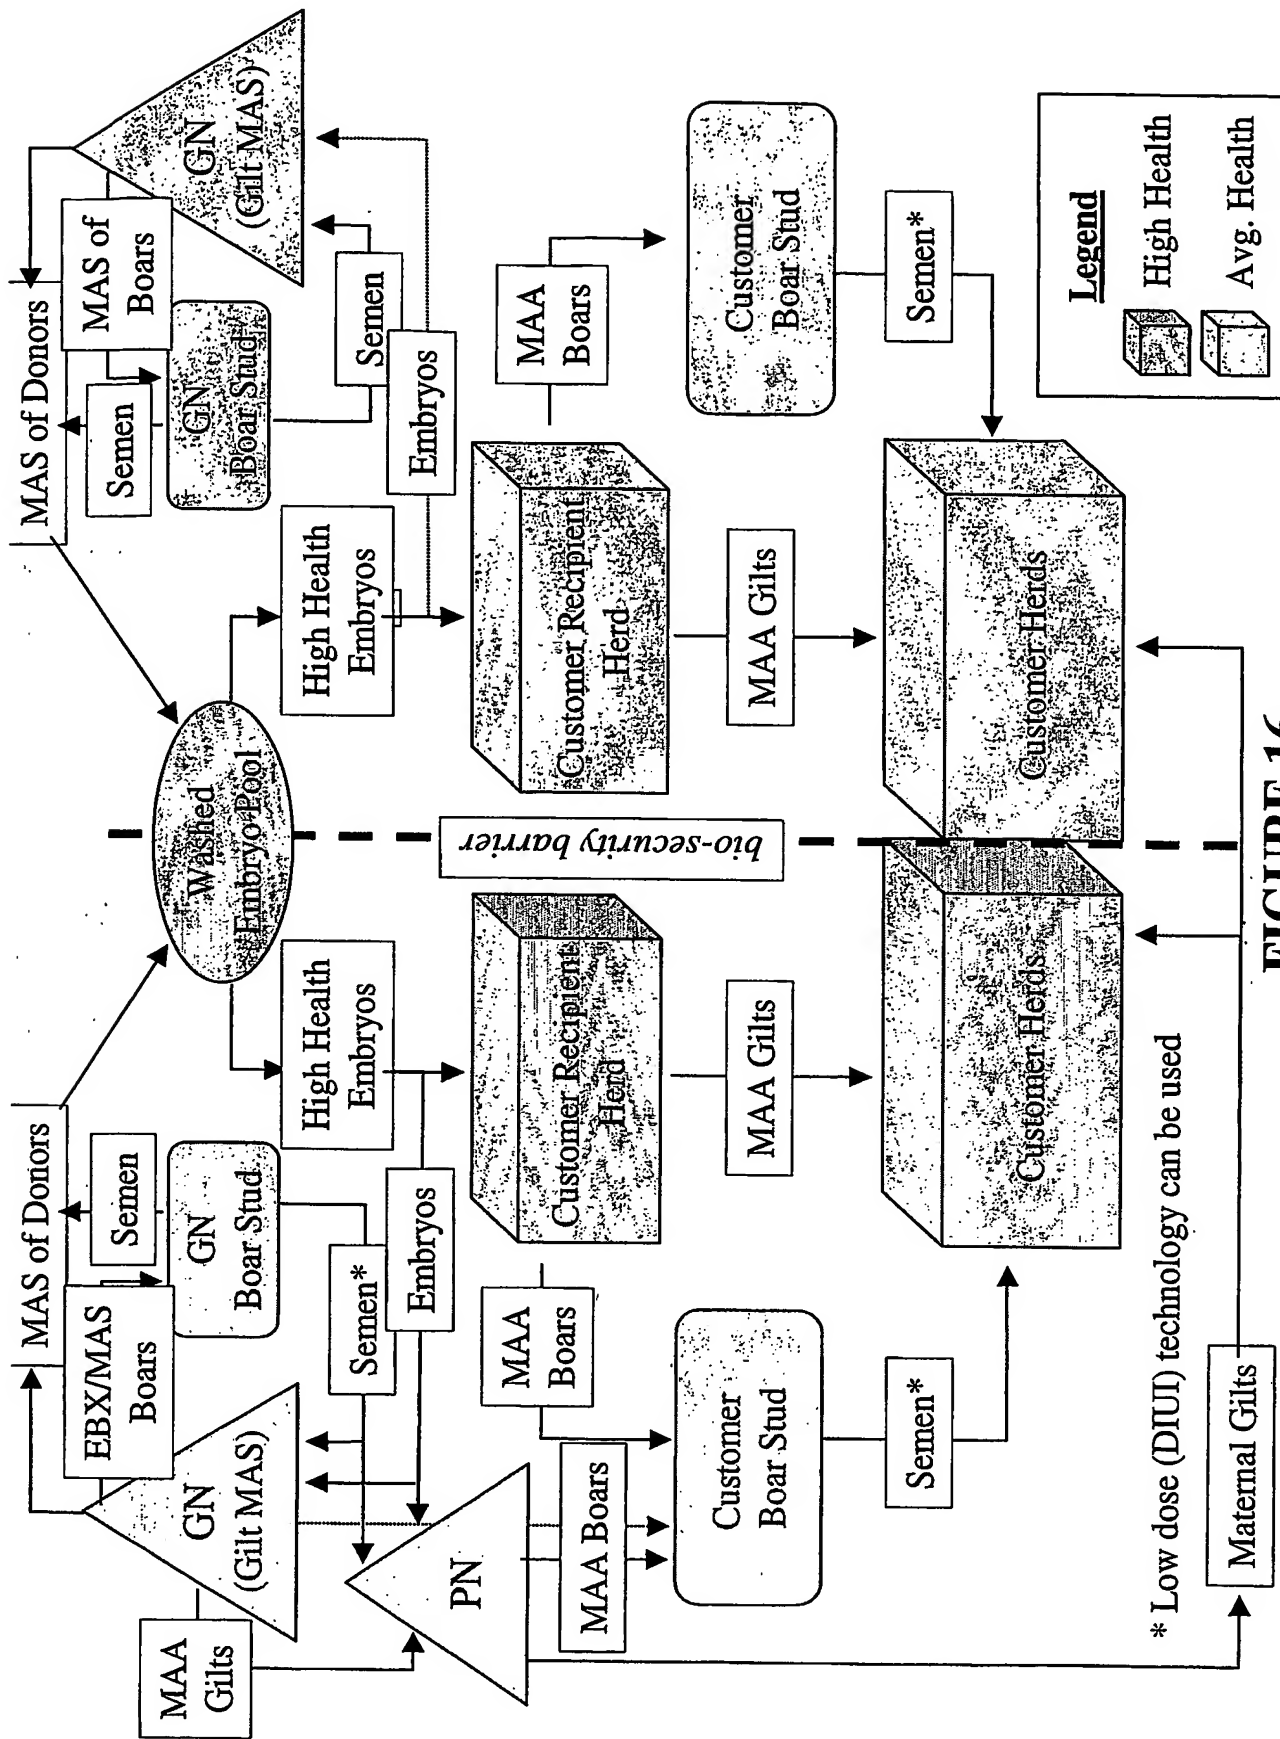 MAS of Donors
MAS of Donors
EBX/MAS
Boars
Semen
Semen
MAS of
Boars
GN
(Gilt MAS)
GN
Boar Stud
Washed
Embryo Pool
GN
Boar Stud
GN
(Gilt MAS)
MAA
Gilts
High Health
Embryos
High Health
Embryos
Semen*
Embryos
Semen
Embryos
PN
MAA
Boars
Customer Recipient
Herd
bio-security barrier
Customer Recipient
Herd
MAA
Boars
MAA Boars
Customer
Boar Stud
MAA Gilts
MAA Gilts
Customer
Boar Stud
Semen*
Customer Herds
Customer Herds
Semen*
* Low dose (DIUI) technology can be used
Maternal Gilts
Legend
High Health
Avg. Health
FIGURE 16